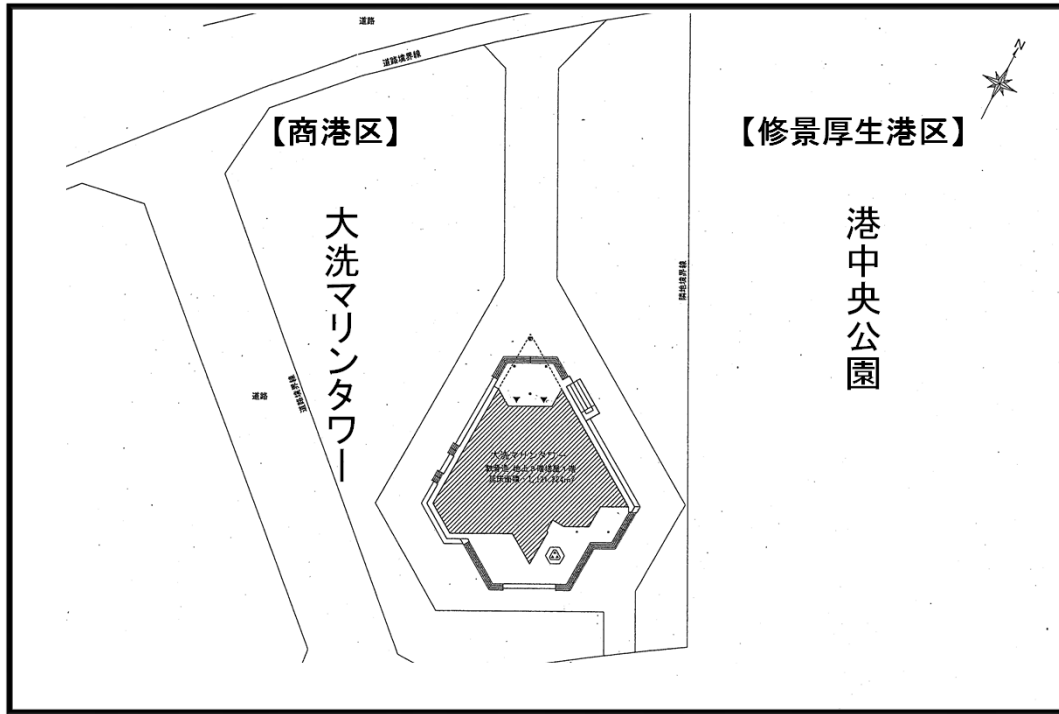 道路
道路境界線
N
【商港区】
【修景厚生港区】
大洗マリンタワー
港中央公園
隣地境界線
道路
道路境界線
大洗マリンタワー